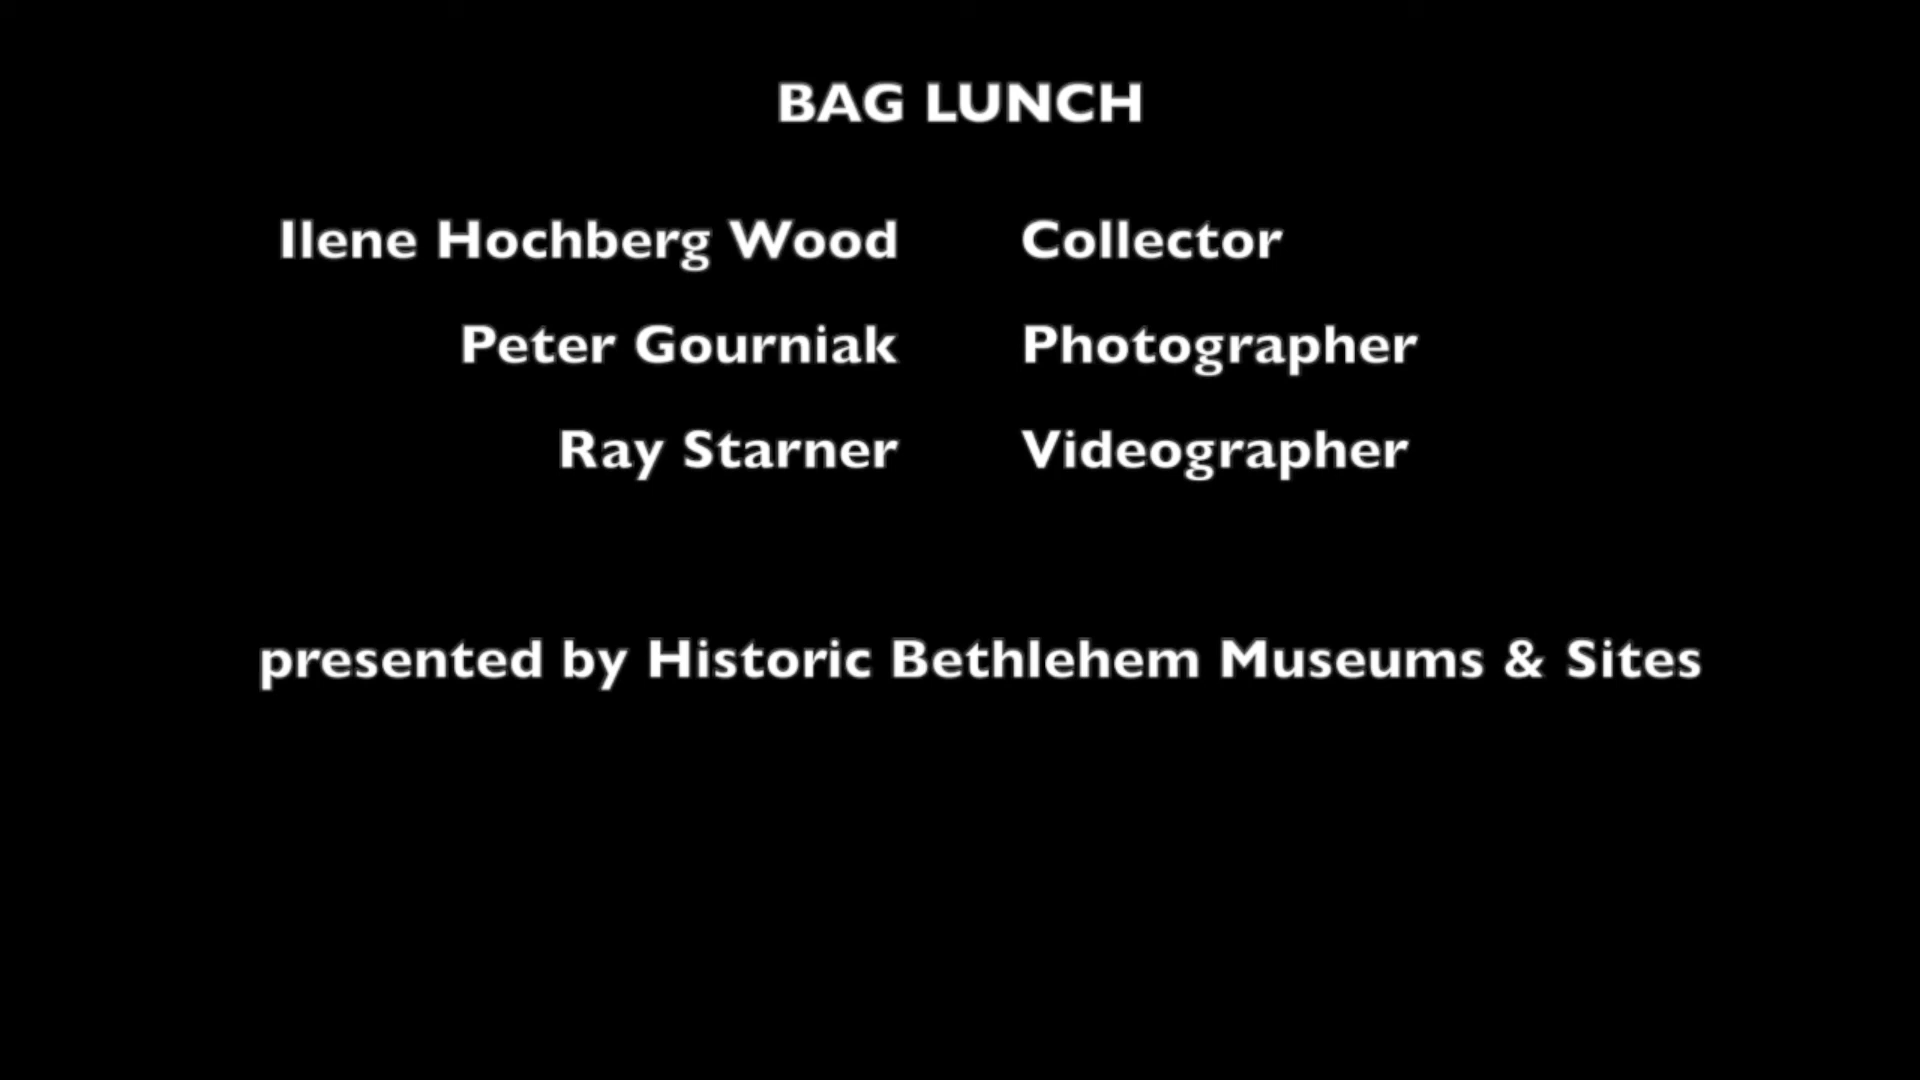 BAG LUNCH
Ilene Hochberg Wood Collector
Peter Gourniak Photographer
Ray Starner Videographer
presented by Historic Bethlehem Museums & Sites